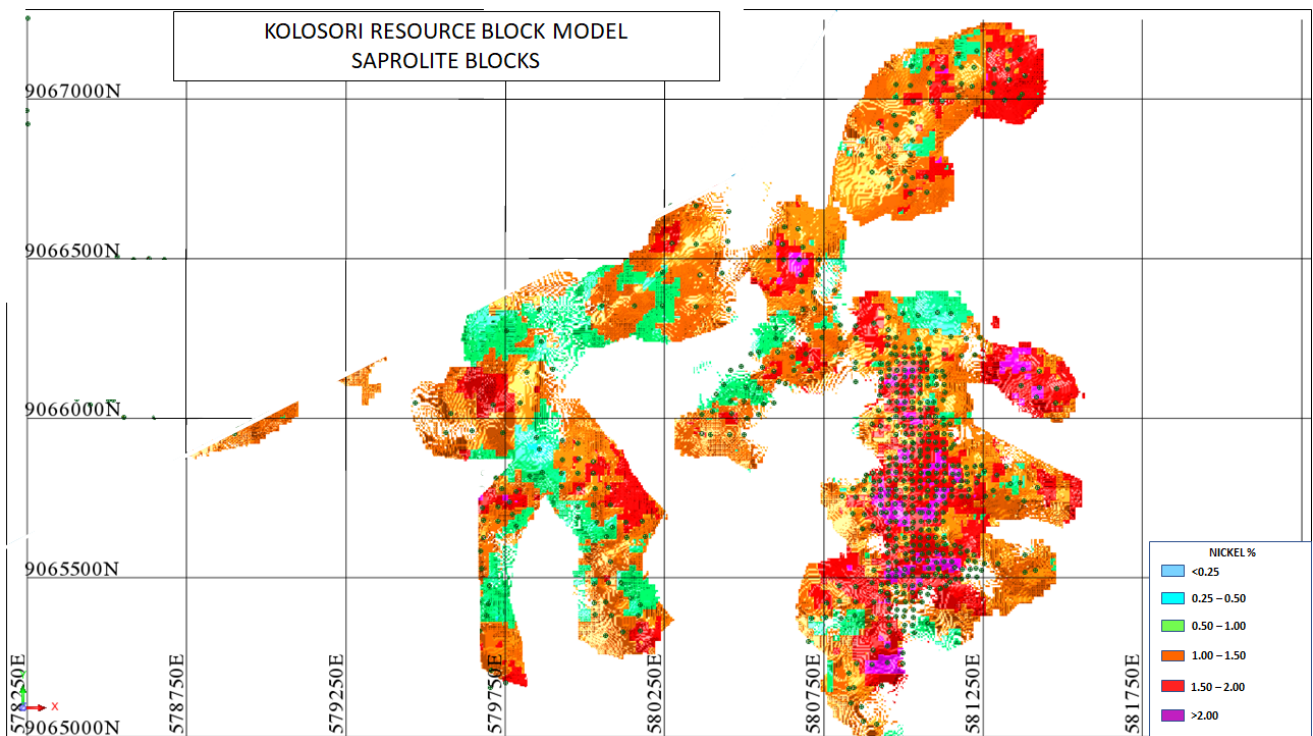 KOLOSORI RESOURCE BLOCK MODEL
SAPROLITE BLOCKS
9067000N
9066500N
9066000N
9065500N
9065000N
578250E
578750E
579250E
579750E
580250E
580750E
581250E
581750E
X
NICKEL %
<0.25
0.25 – 0.50
0.50 – 1.00
1.00 – 1.50
1.50 – 2.00
>2.00